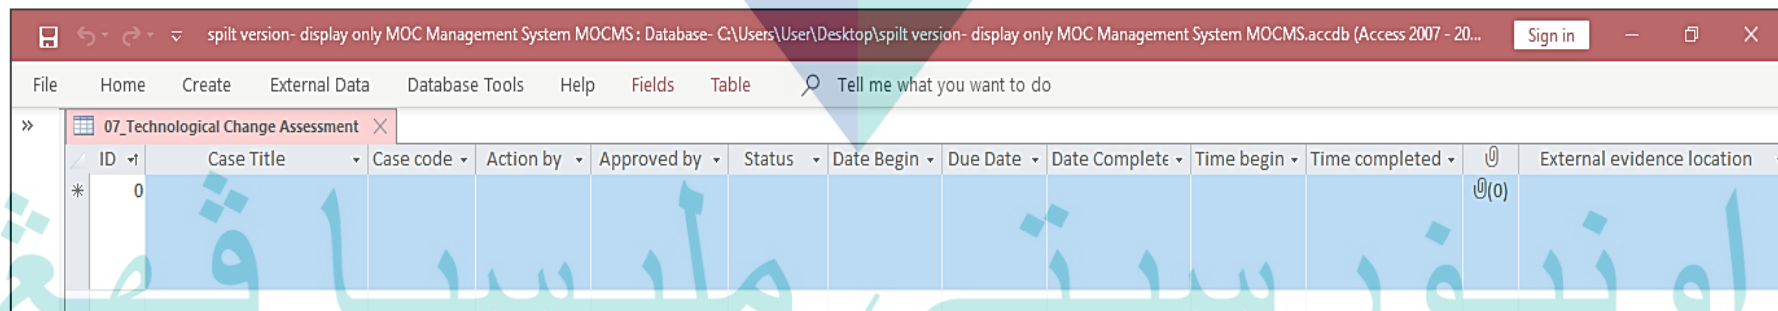 spilt version- display only MOC Management System MOCMS : Database- C:\Users\User\Desktop\spilt version- display only MOC Management System MOCMS.accdb (Access 2007 - 20... Sign in
File Home Create External Data Database Tools Help Fields Table Tell me what you want to do
07_Technological Change Assessment
ID Case Title Case code Action by Approved by Status Date Begin Due Date Date Complete Time begin Time completed External evidence location
0 (0)